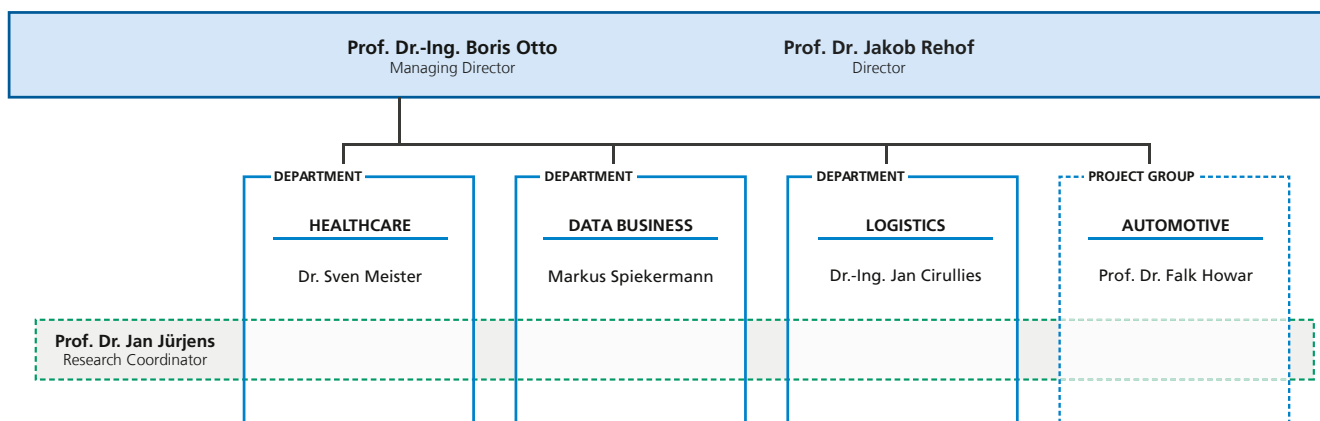 Prof. Dr.-Ing. Boris Otto
Managing Director
Prof. Dr. Jakob Rehof
Director
DEPARTMENT
HEALTHCARE
Dr. Sven Meister
DEPARTMENT
DATA BUSINESS
Markus Spiekermann
DEPARTMENT
LOGISTICS
Dr.-Ing. Jan Cirullies
PROJECT GROUP
AUTOMOTIVE
Prof. Dr. Falk Howar
Prof. Dr. Jan Jürjens
Research Coordinator